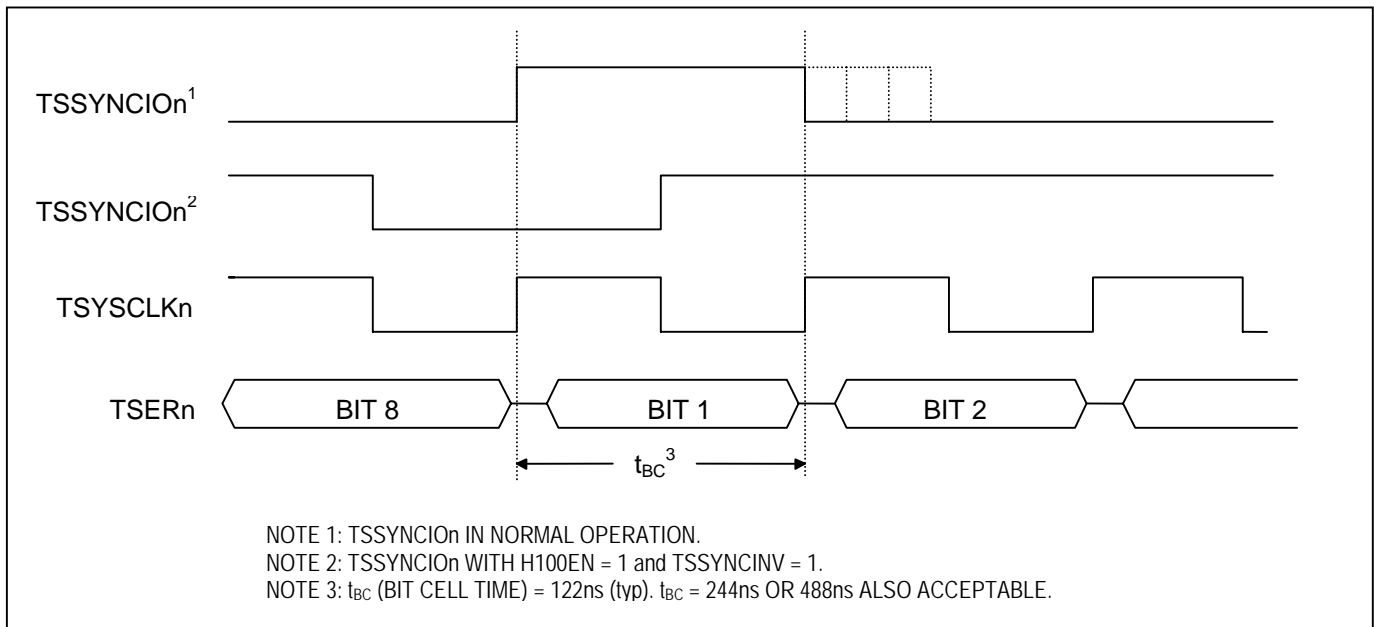 TSSYNCIOn¹
TSSYNCIOn²
TSYSCLKn
TSERn
BIT 8
BIT 1
BIT 2
tBC³
NOTE 1: TSSYNCIOn IN NORMAL OPERATION.
NOTE 2: TSSYNCIOn WITH H100EN = 1 and TSSYNCINV = 1.
NOTE 3: tBC (BIT CELL TIME) = 122ns (typ). tBC = 244ns OR 488ns ALSO ACCEPTABLE.